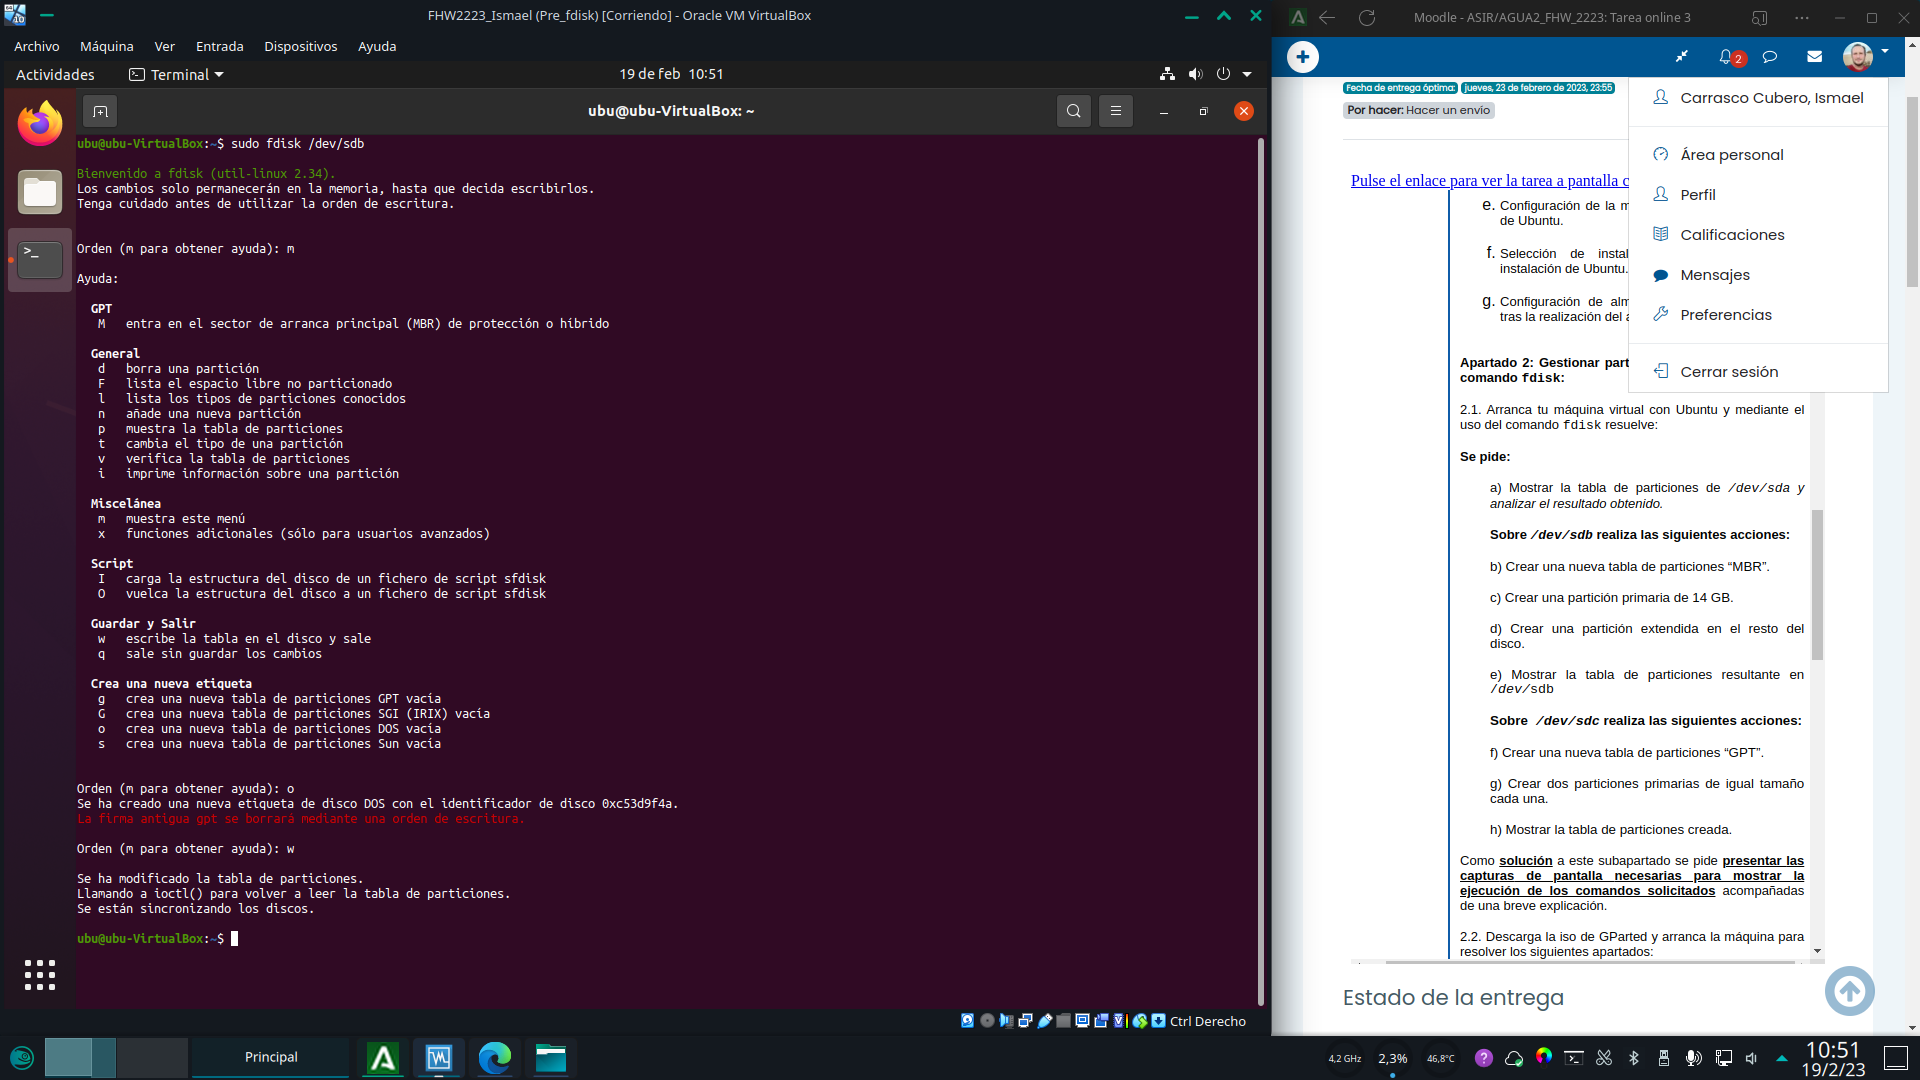 FHW2223_Ismael (Pre_fdisk) [Corriendo] - Oracle VM VirtualBox
Archivo Máquina Ver Entrada Dispositivos Ayuda
Actividades Terminal 19 de feb 10:51
ubu@ubu-VirtualBox: ~
ubu@ubu-VirtualBox:~$ sudo fdisk /dev/sdb
Bienvenido a fdisk (util-linux 2.34).
Los cambios solo permanecerán en la memoria, hasta que decida escribirlos.
Tenga cuidado antes de utilizar la orden de escritura.
Orden (m para obtener ayuda): m
Ayuda:
GPT
M entra en el sector de arranca principal (MBR) de protección o híbrido
General
d borra una partición
F lista el espacio libre no particionado
l lista los tipos de particiones conocidos
n añade una nueva partición
p muestra la tabla de particiones
t cambia el tipo de una partición
v verifica la tabla de particiones
i imprime información sobre una partición
Miscelánea
m muestra este menú
x funciones adicionales (sólo para usuarios avanzados)
Script
I carga la estructura del disco de un fichero de script sfdisk
O vuelca la estructura del disco a un fichero de script sfdisk
Guardar y Salir
w escribe la tabla en el disco y sale
q sale sin guardar los cambios
Crea una nueva etiqueta
g crea una nueva tabla de particiones GPT vacía
G crea una nueva tabla de particiones SGI (IRIX) vacía
o crea una nueva tabla de particiones DOS vacía
s crea una nueva tabla de particiones Sun vacía
Orden (m para obtener ayuda): o
Se ha creado una nueva etiqueta de disco DOS con el identificador de disco 0xc53d9f4a.
La firma antigua gpt se borrará mediante una orden de escritura.
Orden (m para obtener ayuda): w
Se ha modificado la tabla de particiones.
Llamando a ioctl() para volver a leer la tabla de particiones.
Se están sincronizando los discos.
ubu@ubu-VirtualBox:~$
Ctrl Derecho
Moodle - ASIR/AGUA2_FHW_2223: Tarea online 3
2
Fecha de entrega óptima: jueves, 23 de febrero de 2023, 23:55
Por hacer: Hacer un envío
Carrasco Cubero, Ismael
Área personal
Perfil
Calificaciones
Mensajes
Preferencias
Cerrar sesión
Pulse el enlace para ver la tarea a pantalla c
e. Configuración de la m
de Ubuntu.
f. Selección de instal
instalación de Ubuntu.
g. Configuración de alm
tras la realización del a
Apartado 2: Gestionar part
comando fdisk:
2.1. Arranca tu máquina virtual con Ubuntu y mediante el
uso del comando fdisk resuelve:
Se pide:
a) Mostrar la tabla de particiones de /dev/sda y
analizar el resultado obtenido.
Sobre /dev/sdb realiza las siguientes acciones:
b) Crear una nueva tabla de particiones “MBR”.
c) Crear una partición primaria de 14 GB.
d) Crear una partición extendida en el resto del
disco.
e) Mostrar la tabla de particiones resultante en
/dev/sdb
Sobre /dev/sdc realiza las siguientes acciones:
f) Crear una nueva tabla de particiones “GPT”.
g) Crear dos particiones primarias de igual tamaño
cada una.
h) Mostrar la tabla de particiones creada.
Como solución a este subapartado se pide presentar las
capturas de pantalla necesarias para mostrar la
ejecución de los comandos solicitados acompañadas
de una breve explicación.
2.2. Descarga la iso de GParted y arranca la máquina para
resolver los siguientes apartados:
Estado de la entrega
Principal
4,2 GHz 2,3% 46,8°C
10:51
19/2/23